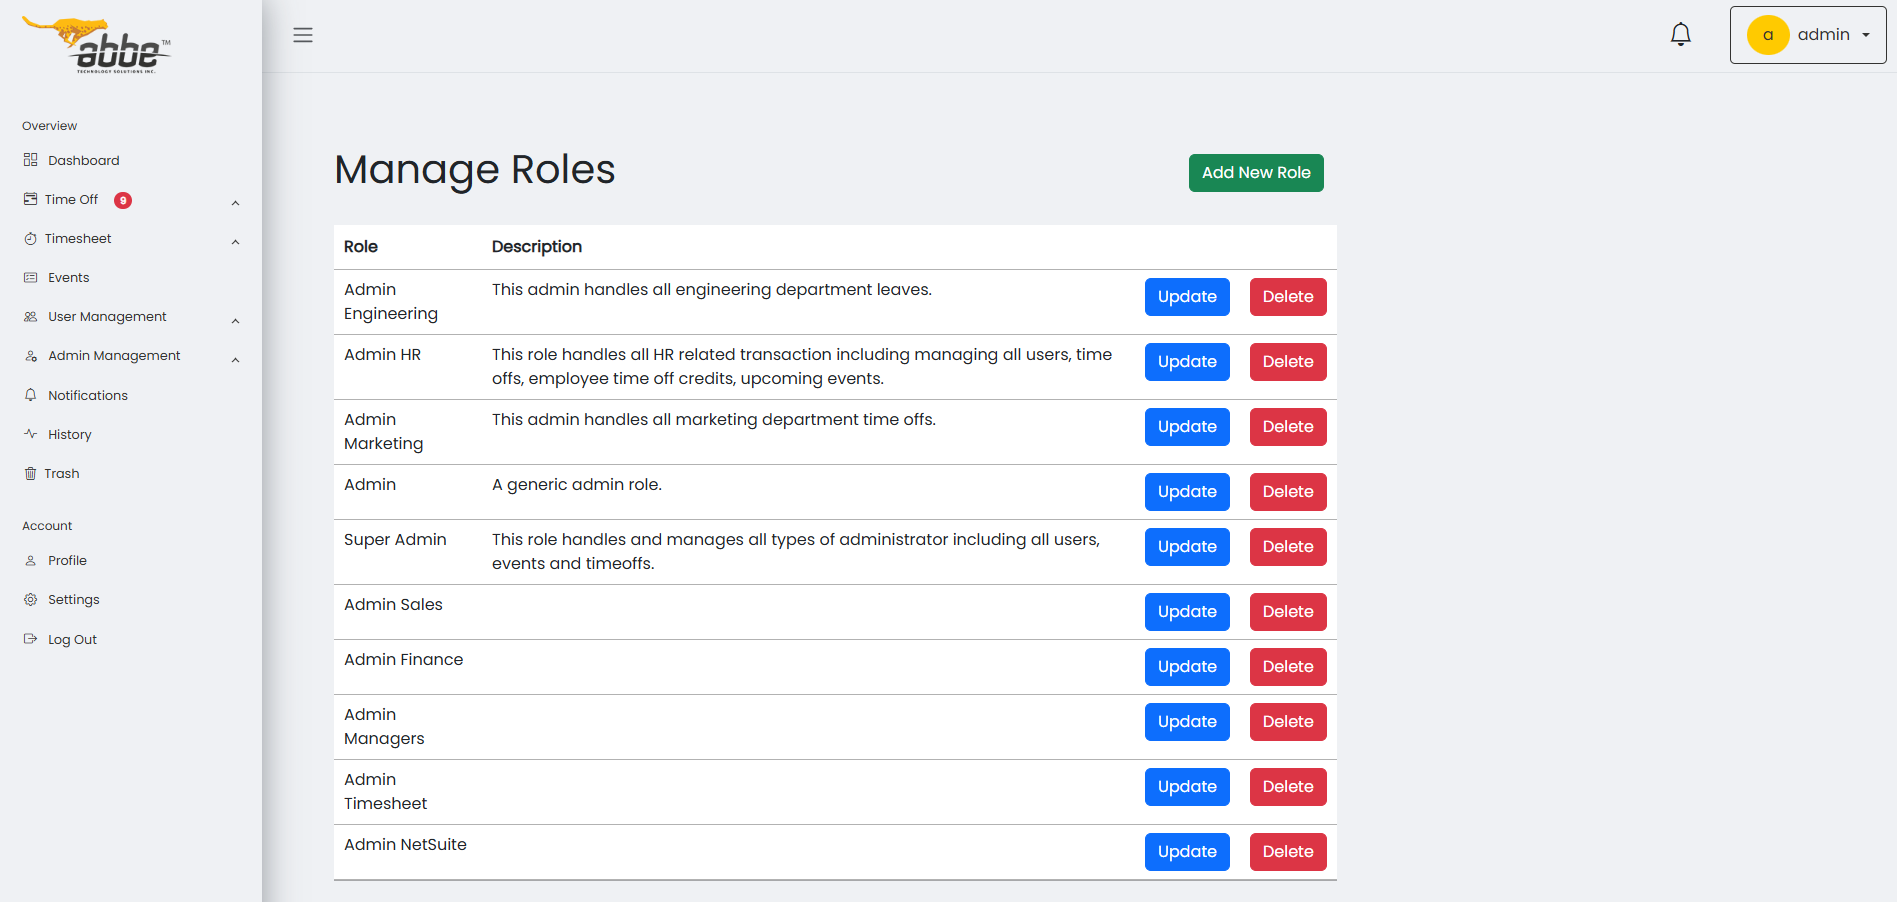 abbe™
TECHNOLOGY SOLUTIONS INC.
a admin
Overview
Dashboard
Time Off 9
Timesheet
Events
User Management
Admin Management
Notifications
History
Trash
Account
Profile
Settings
Log Out
Manage Roles
Add New Role
Role Description
Admin
Engineering
This admin handles all engineering department leaves.
Update Delete
Admin HR
This role handles all HR related transaction including managing all users, time
offs, employee time off credits, upcoming events.
Update Delete
Admin
Marketing
This admin handles all marketing department time offs.
Update Delete
Admin
A generic admin role.
Update Delete
Super Admin
This role handles and manages all types of administrator including all users,
events and timeoffs.
Update Delete
Admin Sales
Update Delete
Admin Finance
Update Delete
Admin
Managers
Update Delete
Admin
Timesheet
Update Delete
Admin NetSuite
Update Delete